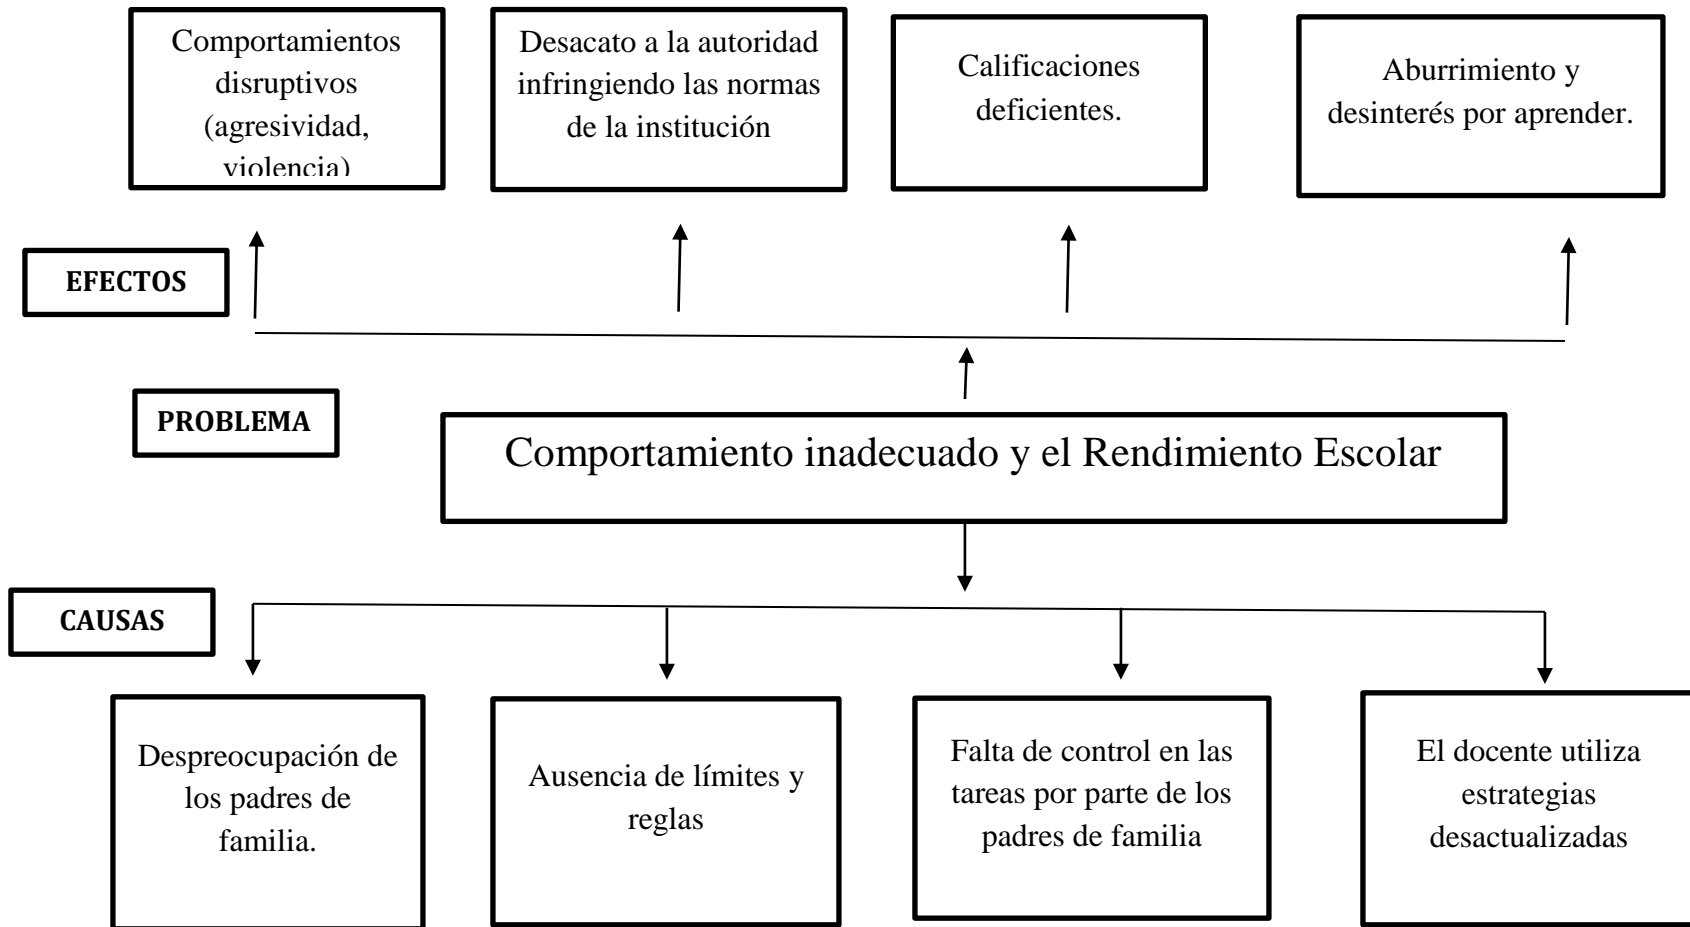 Comportamientos
disruptivos
(agresividad,
violencia)
Desacato a la autoridad
infringiendo las normas
de la institución
Calificaciones
deficientes.
Aburrimiento y
desinterés por aprender.
EFECTOS
PROBLEMA
Comportamiento inadecuado y el Rendimiento Escolar
CAUSAS
Despreocupación de
los padres de
familia.
Ausencia de límites y
reglas
Falta de control en las
tareas por parte de los
padres de familia
El docente utiliza
estrategias
desactualizadas